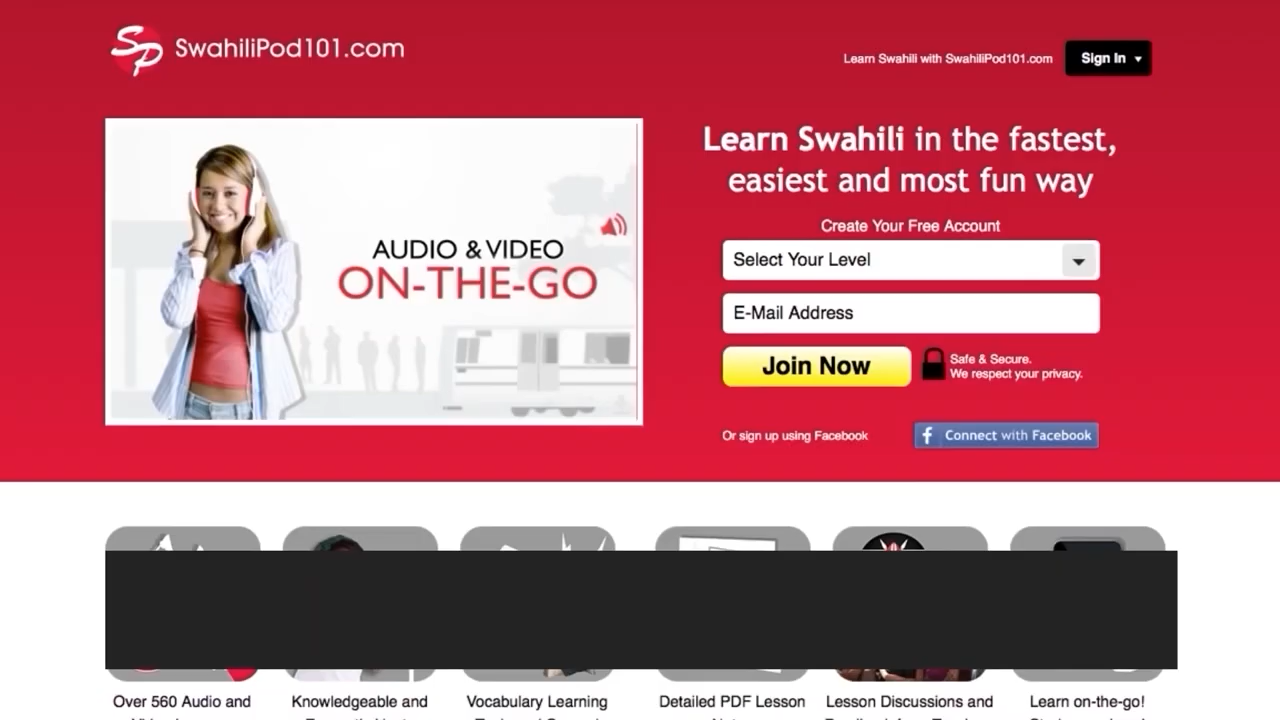 SP SwahiliPod101.com
Learn Swahili with SwahiliPod101.com
Sign In
AUDIO & VIDEO
ON-THE-GO
Learn Swahili in the fastest,
easiest and most fun way
Create Your Free Account
Select Your Level
E-Mail Address
Join Now
Safe & Secure.
We respect your privacy.
Or sign up using Facebook
f Connect with Facebook
Over 560 Audio and
Knowledgeable and
Vocabulary Learning
Detailed PDF Lesson
Lesson Discussions and
Learn on-the-go!